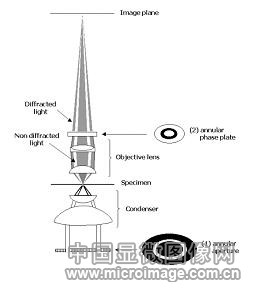 Image plane
Diffracted
light
(2) annular
phase plate
Non diffracted
light
Objective lens
Specimen
Condenser
(1) annular
aperture
中国显微图像网
www.microimage.com.cn